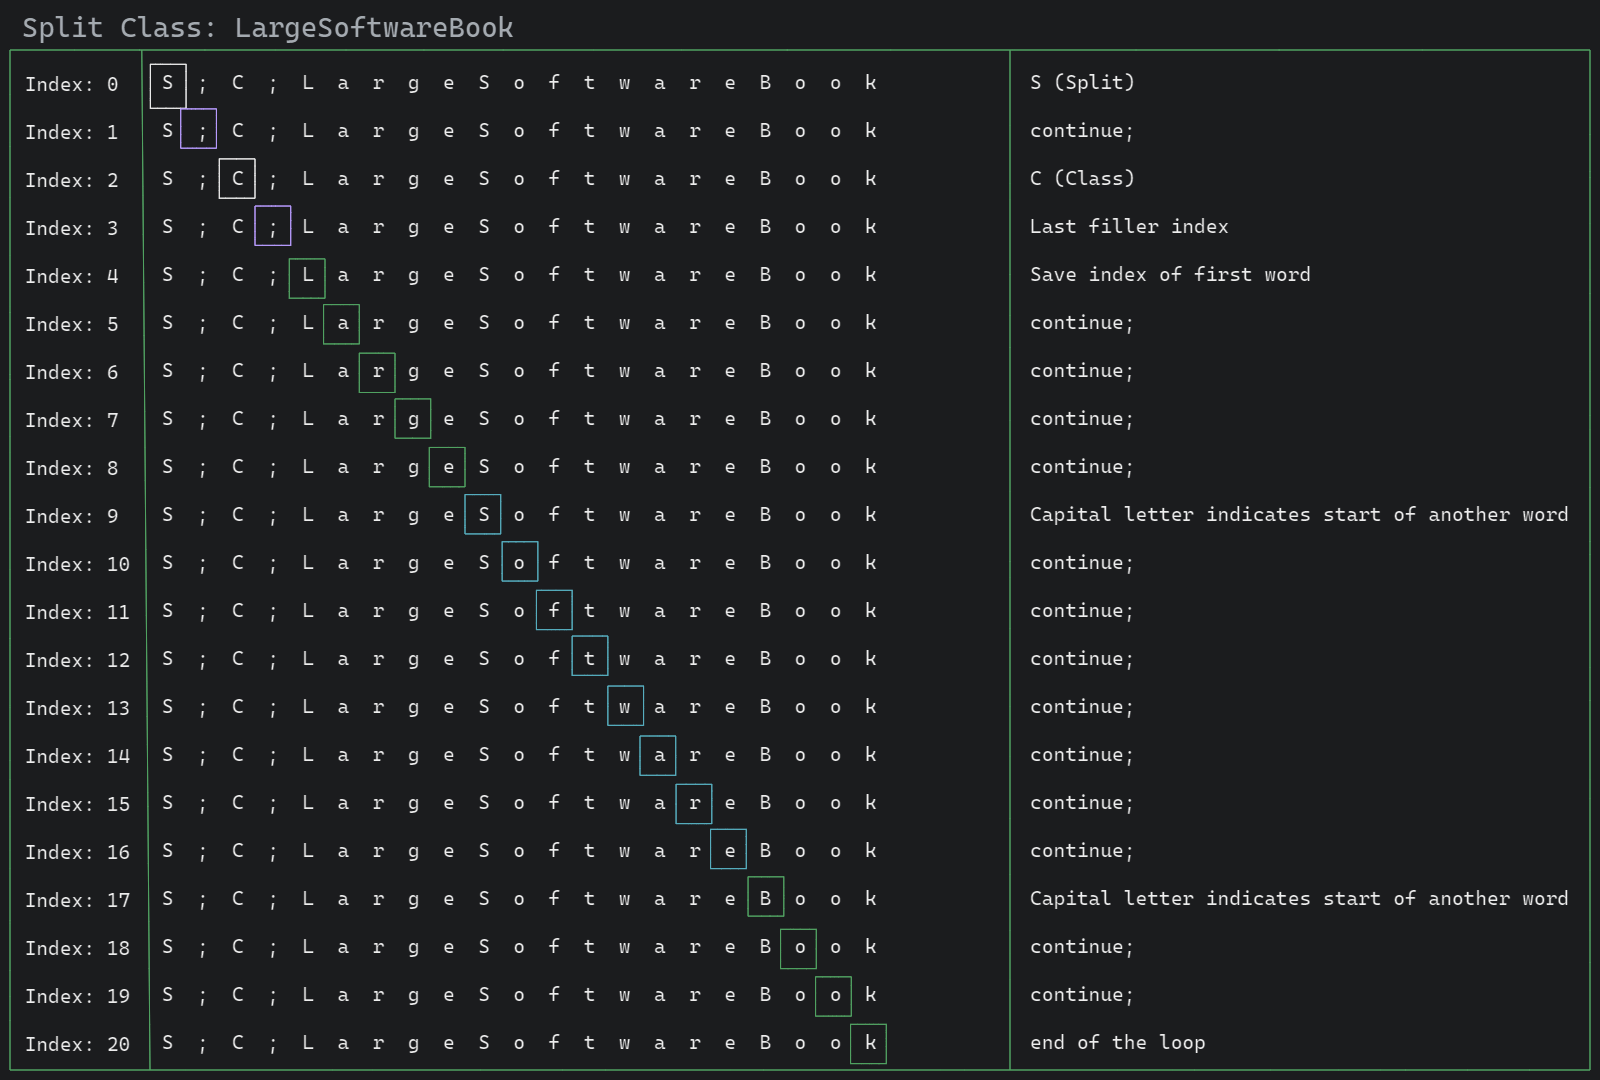 Split Class: LargeSoftwareBook
Index: 0 S ; C ; L a r g e S o f t w a r e B o o k S (Split)
Index: 1 S ; C ; L a r g e S o f t w a r e B o o k continue;
Index: 2 S ; C ; L a r g e S o f t w a r e B o o k C (Class)
Index: 3 S ; C ; L a r g e S o f t w a r e B o o k Last filler index
Index: 4 S ; C ; L a r g e S o f t w a r e B o o k Save index of first word
Index: 5 S ; C ; L a r g e S o f t w a r e B o o k continue;
Index: 6 S ; C ; L a r g e S o f t w a r e B o o k continue;
Index: 7 S ; C ; L a r g e S o f t w a r e B o o k continue;
Index: 8 S ; C ; L a r g e S o f t w a r e B o o k continue;
Index: 9 S ; C ; L a r g e S o f t w a r e B o o k Capital letter indicates start of another word
Index: 10 S ; C ; L a r g e S o f t w a r e B o o k continue;
Index: 11 S ; C ; L a r g e S o f t w a r e B o o k continue;
Index: 12 S ; C ; L a r g e S o f t w a r e B o o k continue;
Index: 13 S ; C ; L a r g e S o f t w a r e B o o k continue;
Index: 14 S ; C ; L a r g e S o f t w a r e B o o k continue;
Index: 15 S ; C ; L a r g e S o f t w a r e B o o k continue;
Index: 16 S ; C ; L a r g e S o f t w a r e B o o k continue;
Index: 17 S ; C ; L a r g e S o f t w a r e B o o k Capital letter indicates start of another word
Index: 18 S ; C ; L a r g e S o f t w a r e B o o k continue;
Index: 19 S ; C ; L a r g e S o f t w a r e B o o k continue;
Index: 20 S ; C ; L a r g e S o f t w a r e B o o k end of the loop